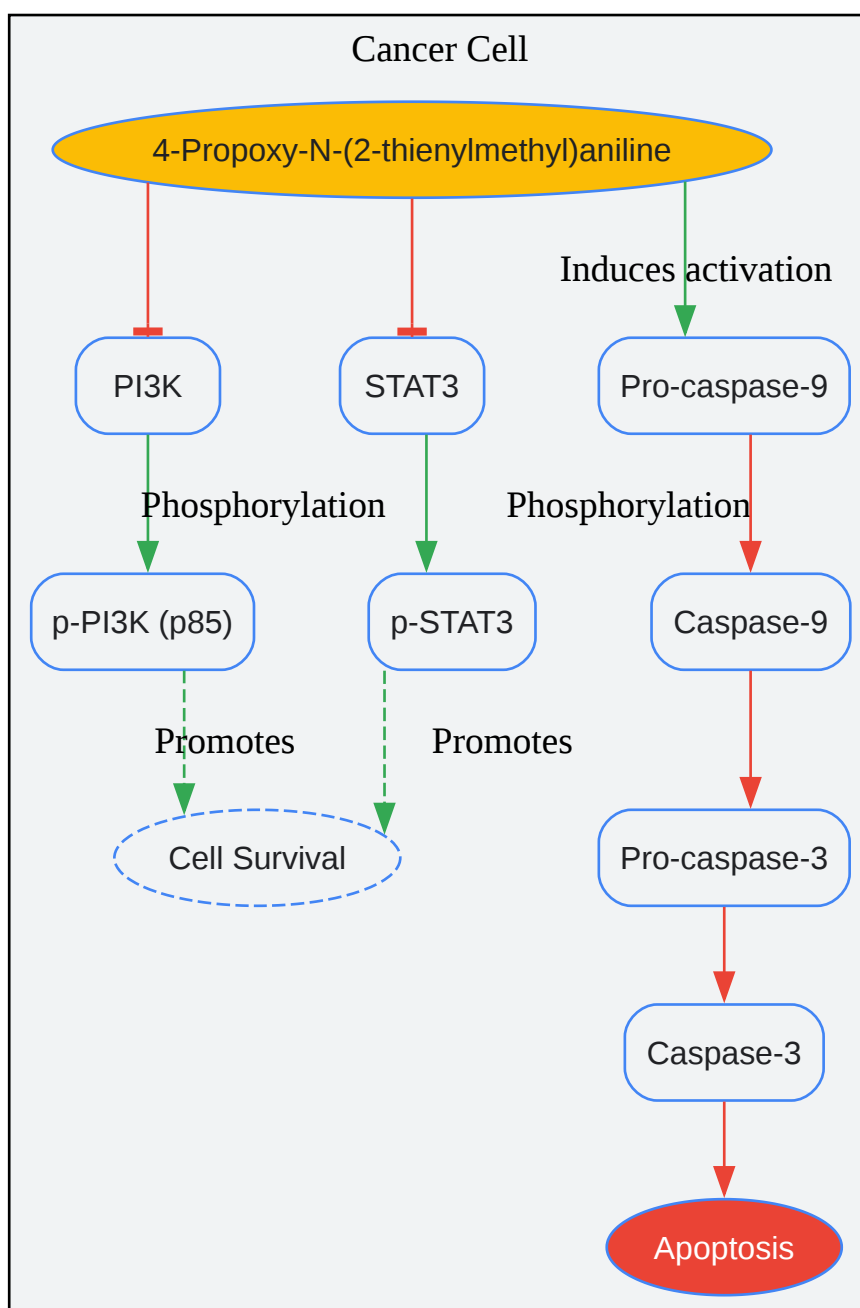 Cancer Cell
4-Propoxy-N-(2-thienylmethyl)aniline
Induces activation
PI3K
STAT3
Pro-caspase-9
Phosphorylation
Phosphorylation
p-PI3K (p85)
p-STAT3
Caspase-9
Promotes
Promotes
Cell Survival
Pro-caspase-3
Caspase-3
Apoptosis